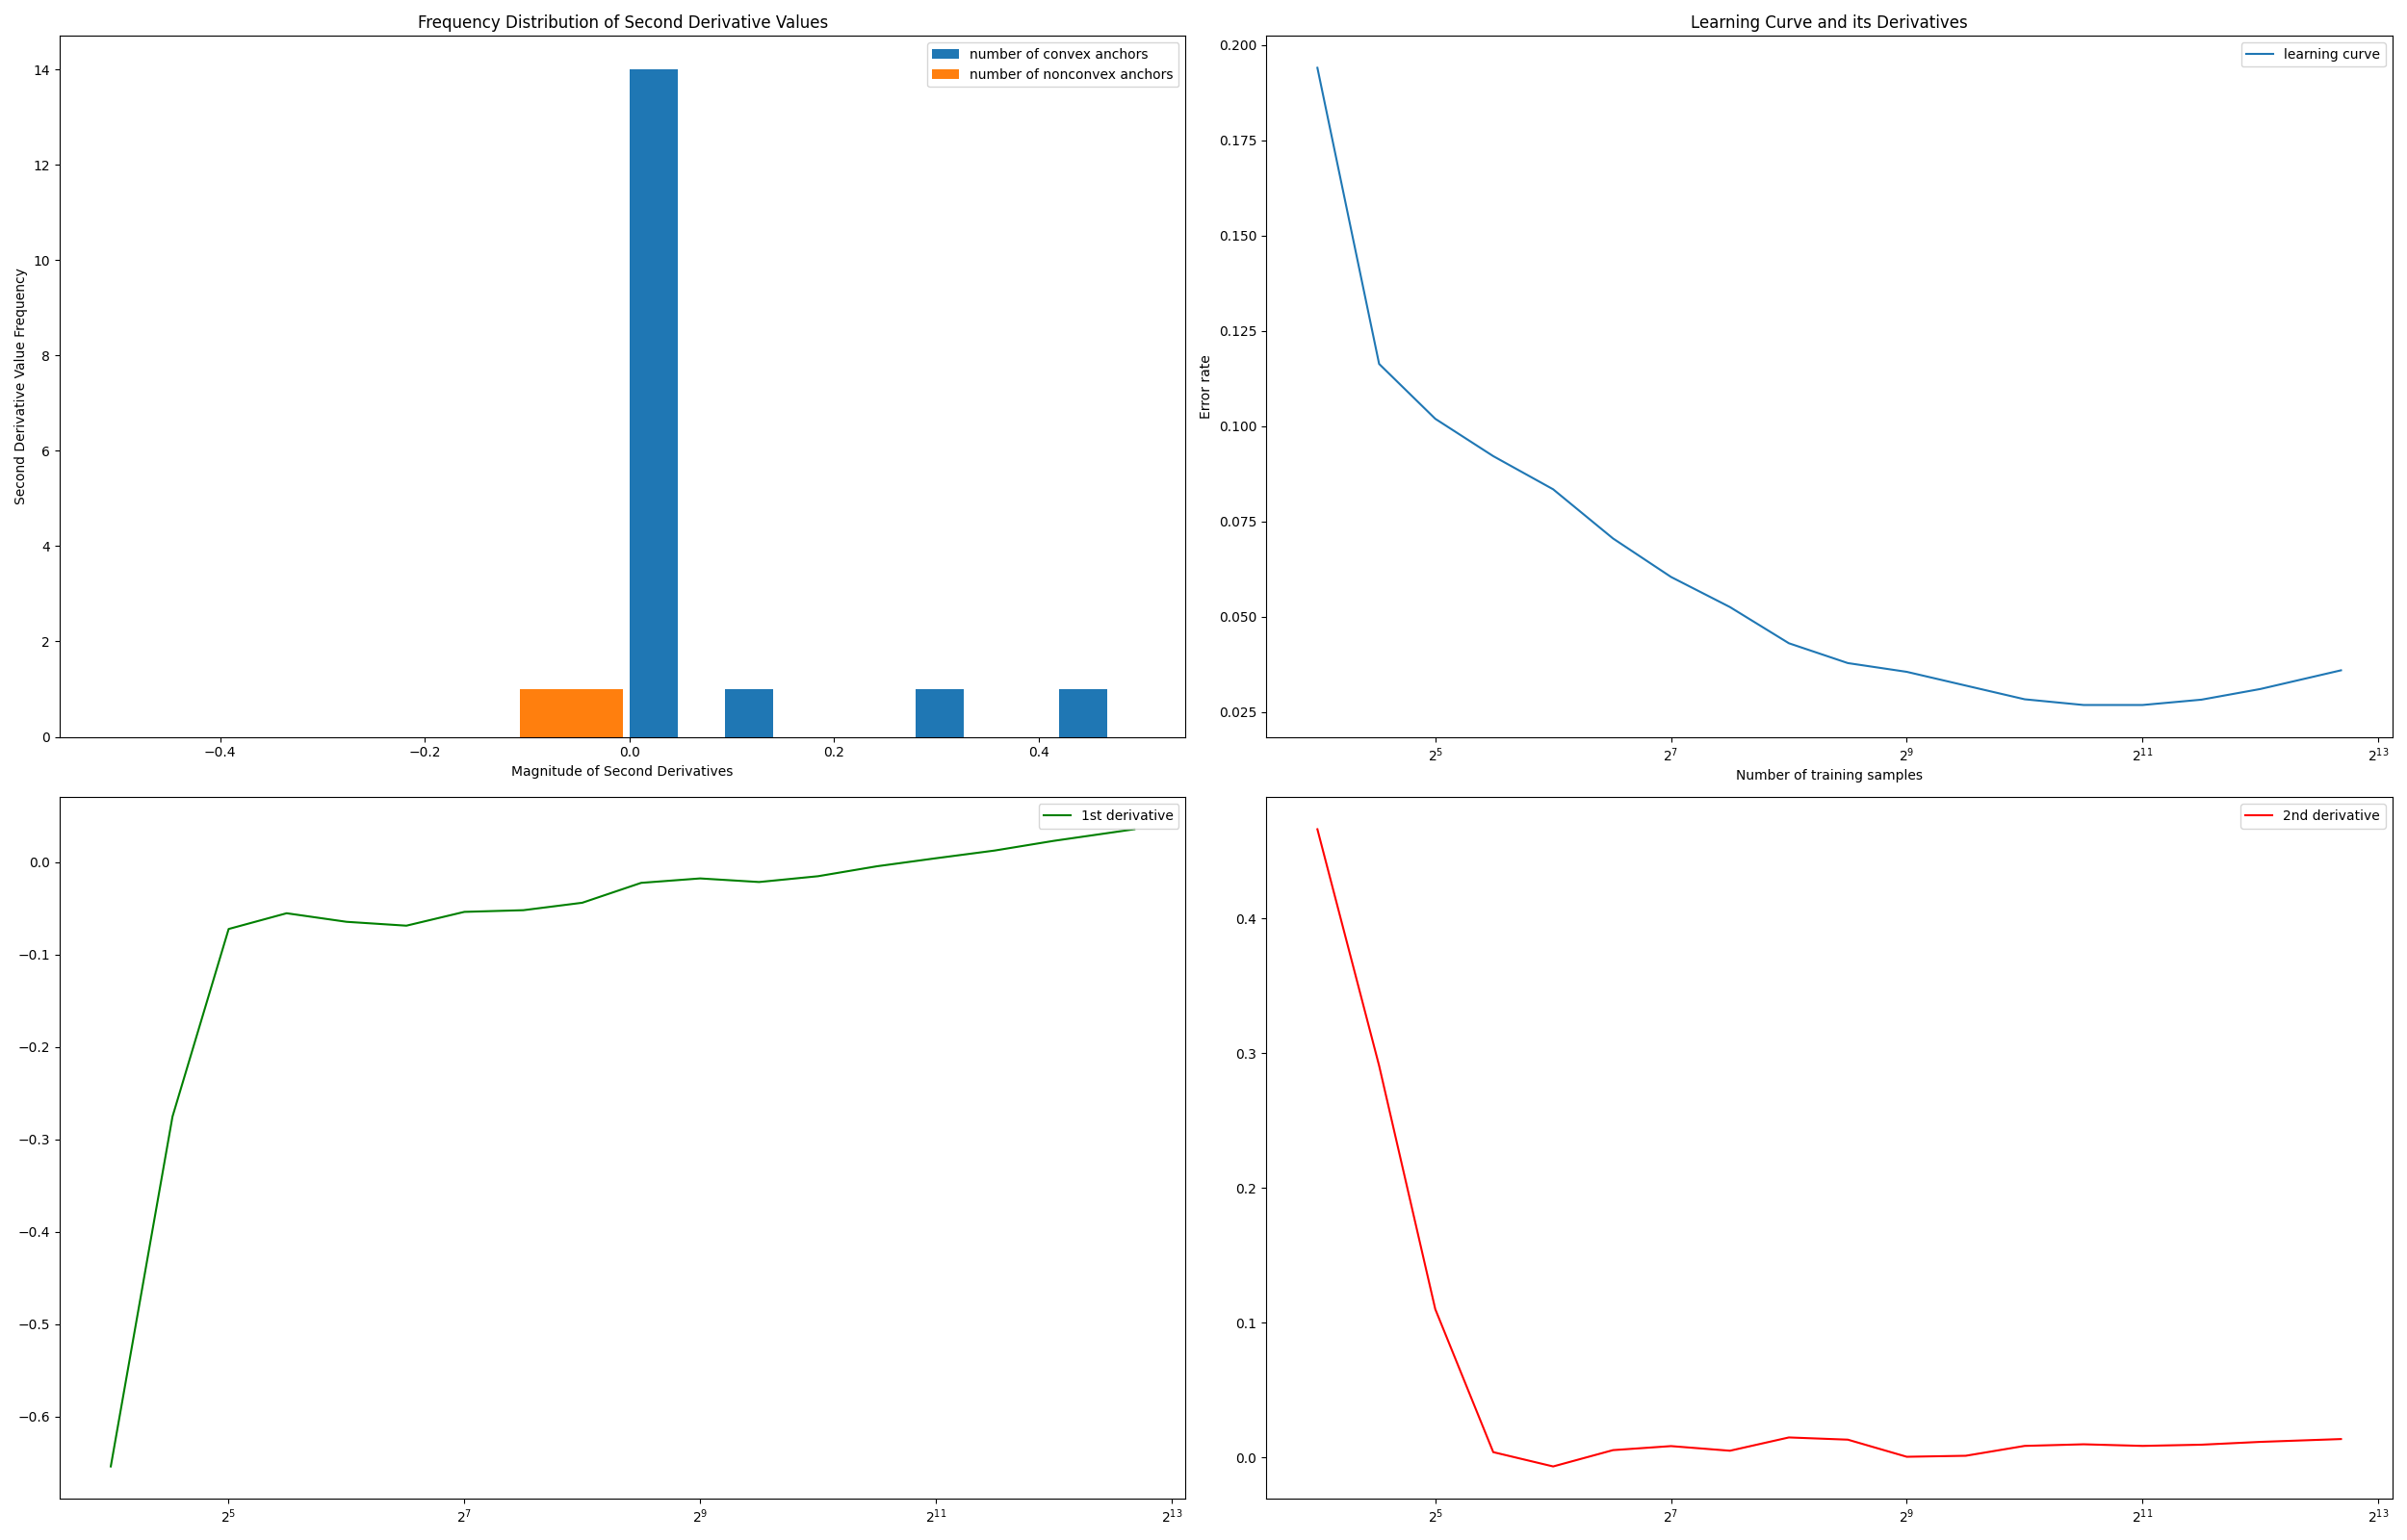 Frequency Distribution of Second Derivative Values
number of convex anchors
number of nonconvex anchors
14
12
10
8
6
4
2
0
Second Derivative Value Frequency
−0.4 −0.2 0.0 0.2 0.4
Magnitude of Second Derivatives
Learning Curve and its Derivatives
learning curve
0.200
0.175
0.150
0.125
0.100
0.075
0.050
0.025
Error rate
2^5 2^7 2^9 2^11 2^13
Number of training samples
1st derivative
0.0
−0.1
−0.2
−0.3
−0.4
−0.5
−0.6
2^5 2^7 2^9 2^11 2^13
2nd derivative
0.4
0.3
0.2
0.1
0.0
2^5 2^7 2^9 2^11 2^13